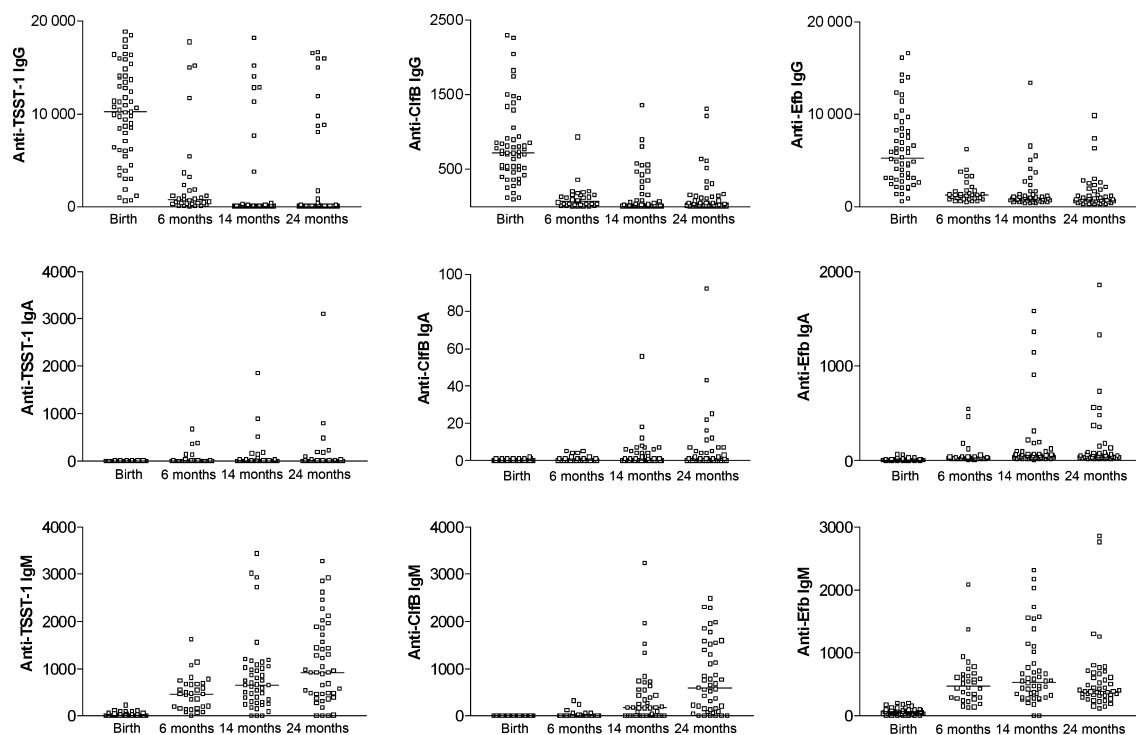 Anti-TSST-1 IgG
20 000
10 000
0
Birth 6 months 14 months 24 months
Anti-ClfB IgG
2500
1500
500
Birth 6 months 14 months 24 months
Anti-Efb IgG
20 000
10 000
0
Birth 6 months 14 months 24 months
Anti-TSST-1 IgA
4000
3000
2000
1000
0
Birth 6 months 14 months 24 months
Anti-ClfB IgA
100
80
60
40
20
0
Birth 6 months 14 months 24 months
Anti-Efb IgA
2000
1000
0
Birth 6 months 14 months 24 months
Anti-TSST-1 IgM
4000
3000
2000
1000
0
Birth 6 months 14 months 24 months
Anti-ClfB IgM
4000
3000
2000
1000
0
Birth 6 months 14 months 24 months
Anti-Efb IgM
3000
2000
1000
0
Birth 6 months 14 months 24 months